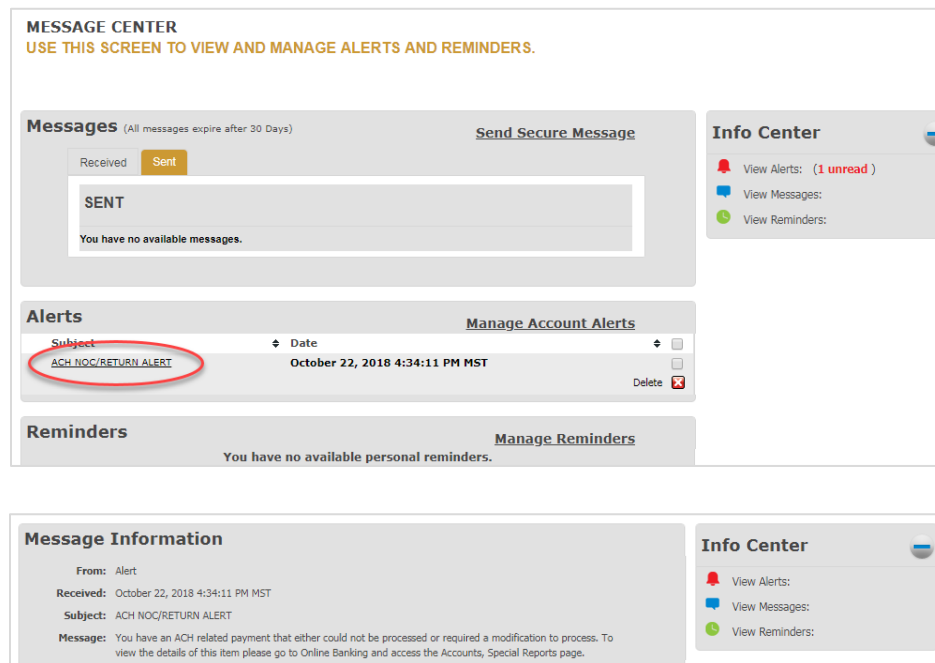 MESSAGE CENTER
USE THIS SCREEN TO VIEW AND MANAGE ALERTS AND REMINDERS.
Messages (All messages expire after 30 Days)
Send Secure Message
Received
Sent
SENT
You have no available messages.
Info Center
View Alerts: (1 unread )
View Messages:
View Reminders:
Alerts
Manage Account Alerts
Subject
Date
ACH NOC/RETURN ALERT
October 22, 2018 4:34:11 PM MST
Delete
Reminders
Manage Reminders
You have no available personal reminders.
Message Information
From: Alert
Received: October 22, 2018 4:34:11 PM MST
Subject: ACH NOC/RETURN ALERT
Message: You have an ACH related payment that either could not be processed or required a modification to process. To
view the details of this item please go to Online Banking and access the Accounts, Special Reports page.
Info Center
View Alerts:
View Messages:
View Reminders: